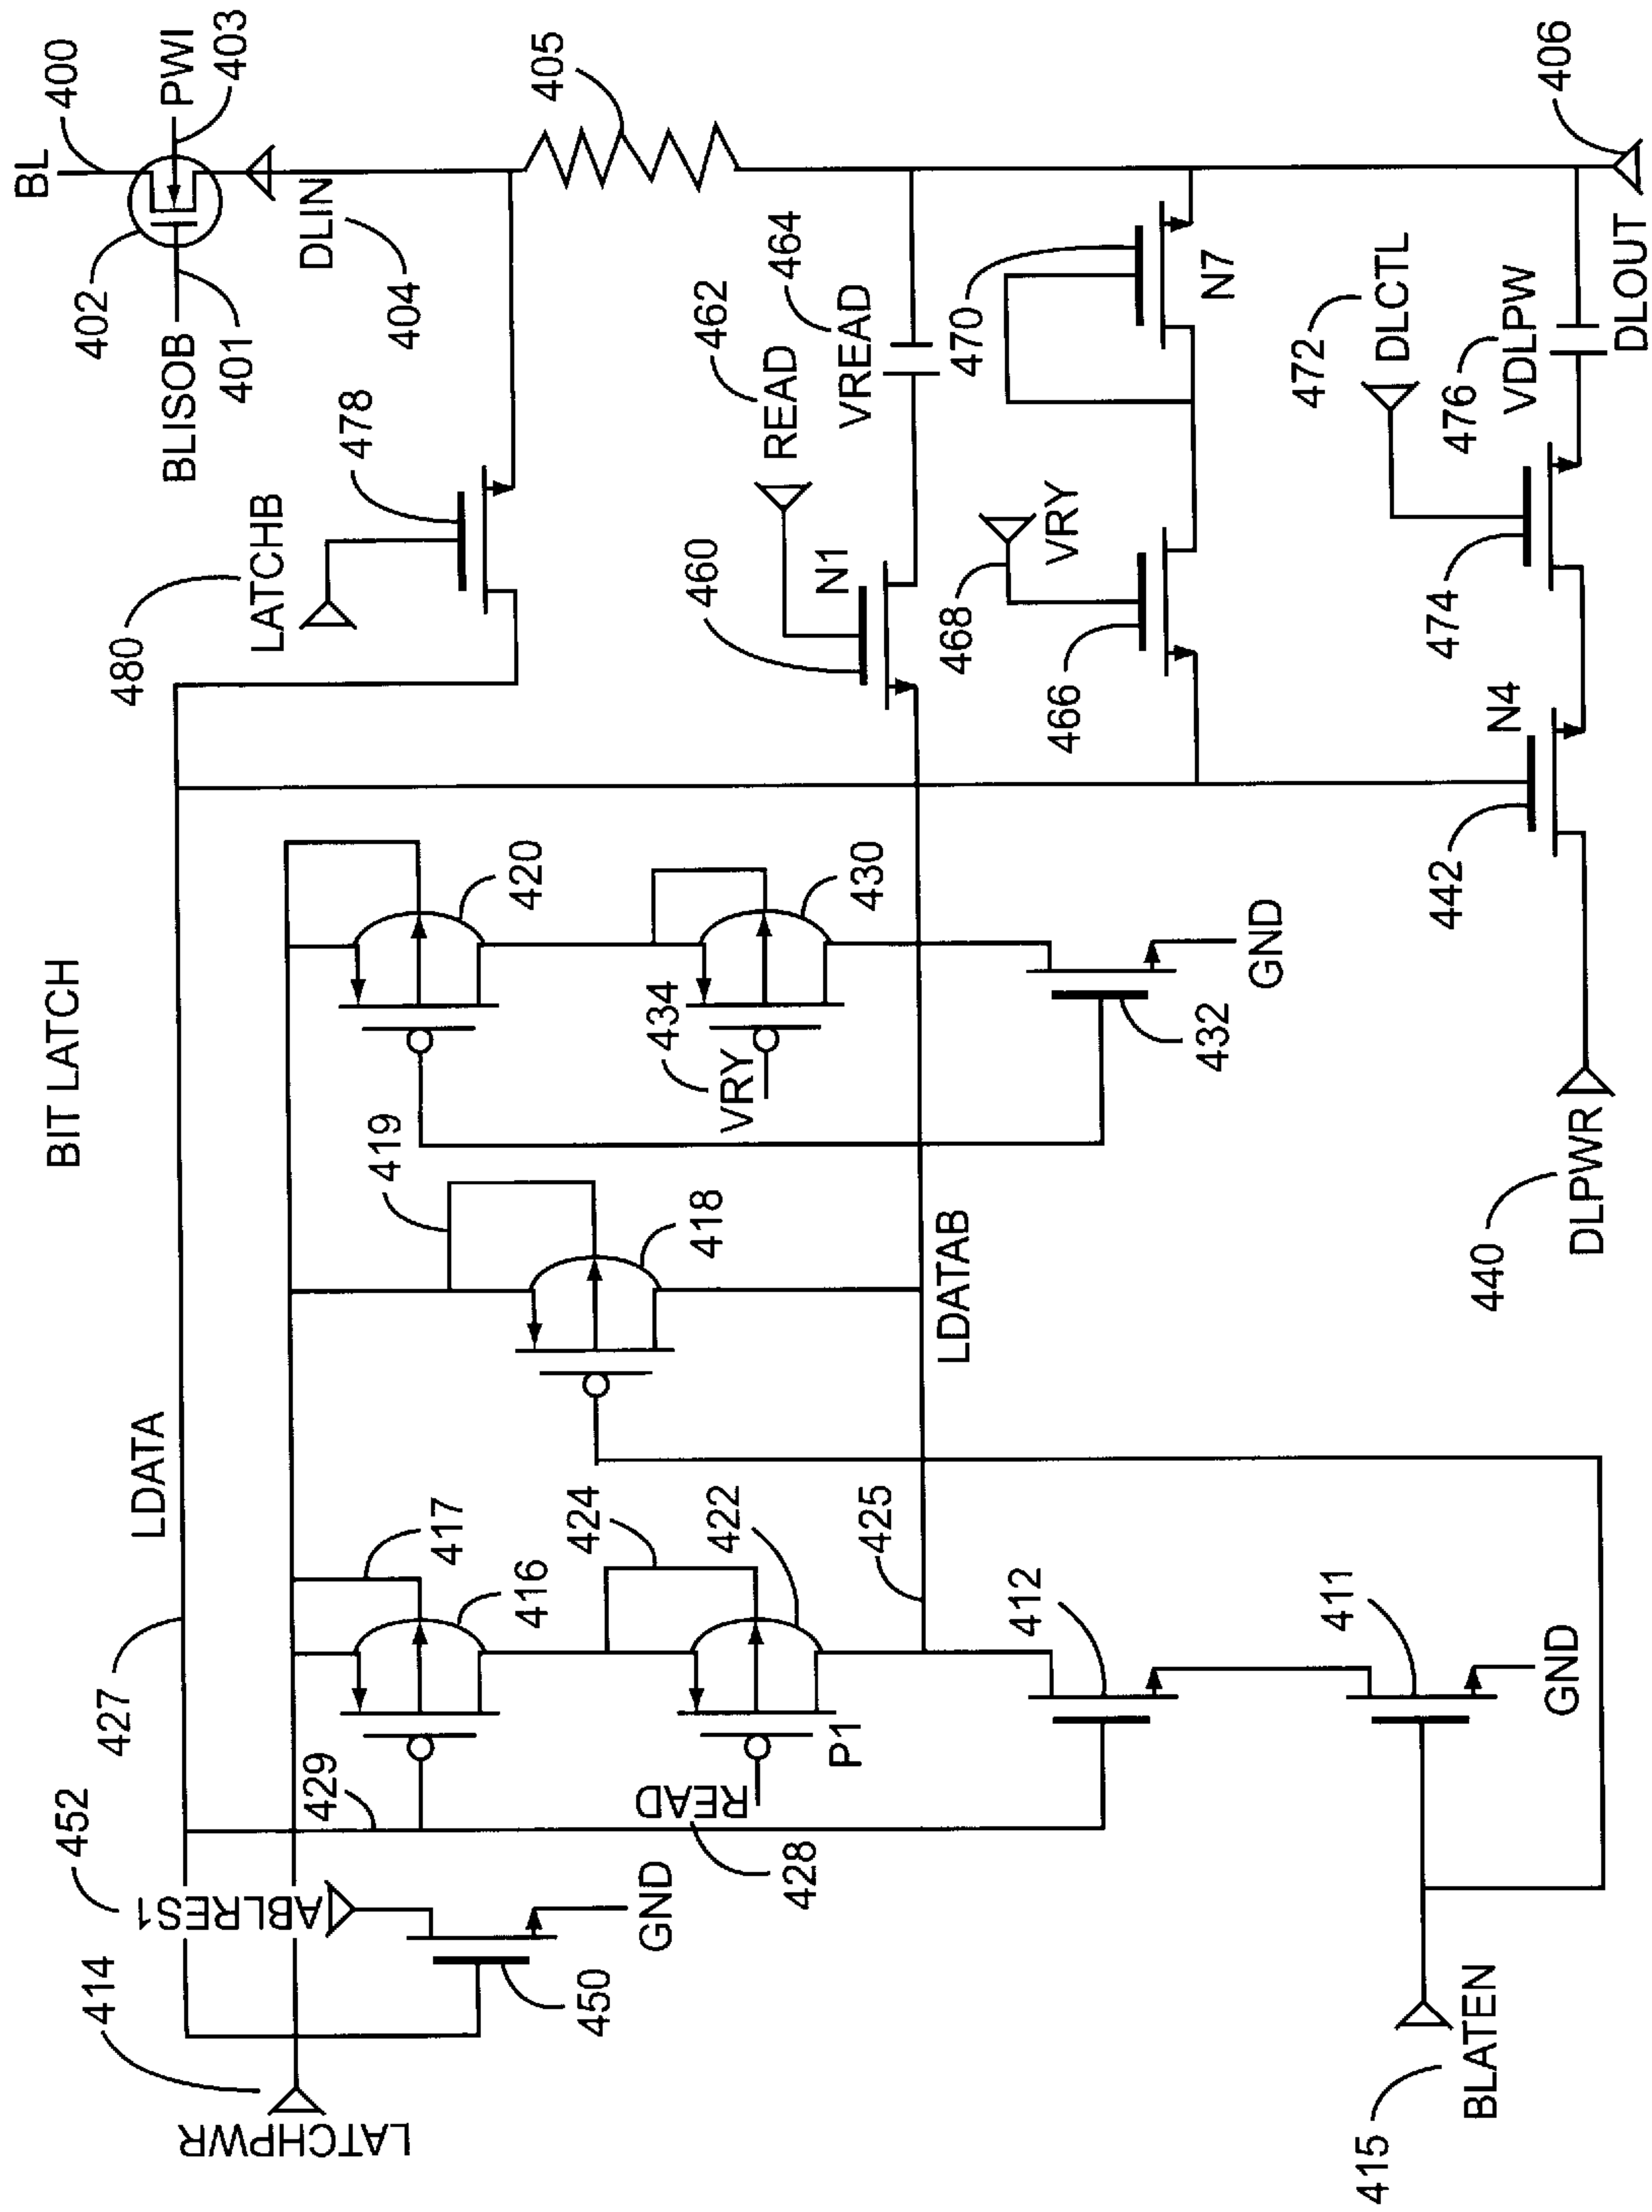 BIT LATCH
BL
400
PWI
403
402
BLISOB
401
DLIN
404
405
406
DLOUT
LATCHB
480
478
READ
462
VREAD
464
460
N1
VRY
468
466
470
N7
DLCTL
472
474
VDLPW
476
N4
442
DLPWR
440
LDATA
427
LDATAB
425
420
430
VRY
434
432
GND
419
418
417
416
424
422
P1
READ
428
429
412
411
GND
ABLRES1
452
450
GND
LATCHPWR
414
BLATEN
415